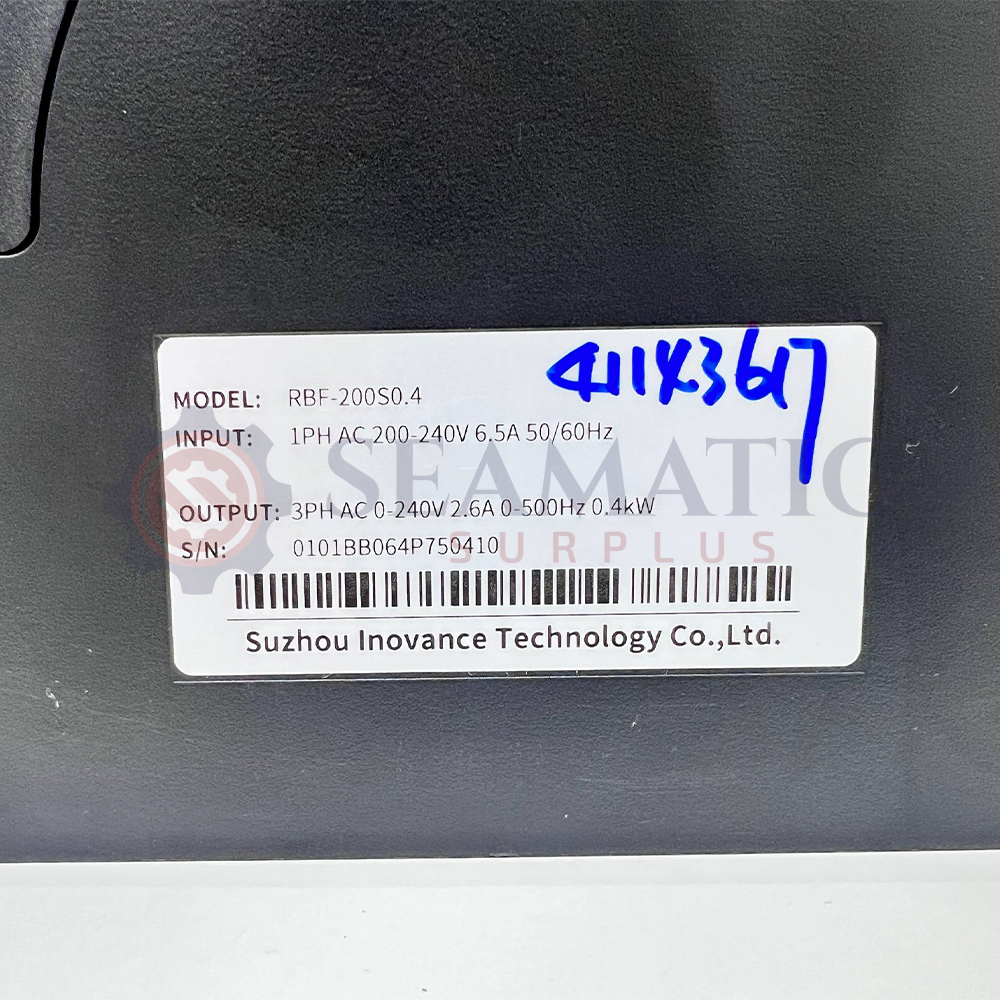 41143617
MODEL: RBF-200S0.4
INPUT: 1PH AC 200-240V 6.5A 50/60Hz
SEAMATIC
OUTPUT: 3PH AC 0-240V 2.6A 0-500Hz 0.4kW
SURPLUS
S/N: 0101BB064P750410
Suzhou Inovance Technology Co.,Ltd.